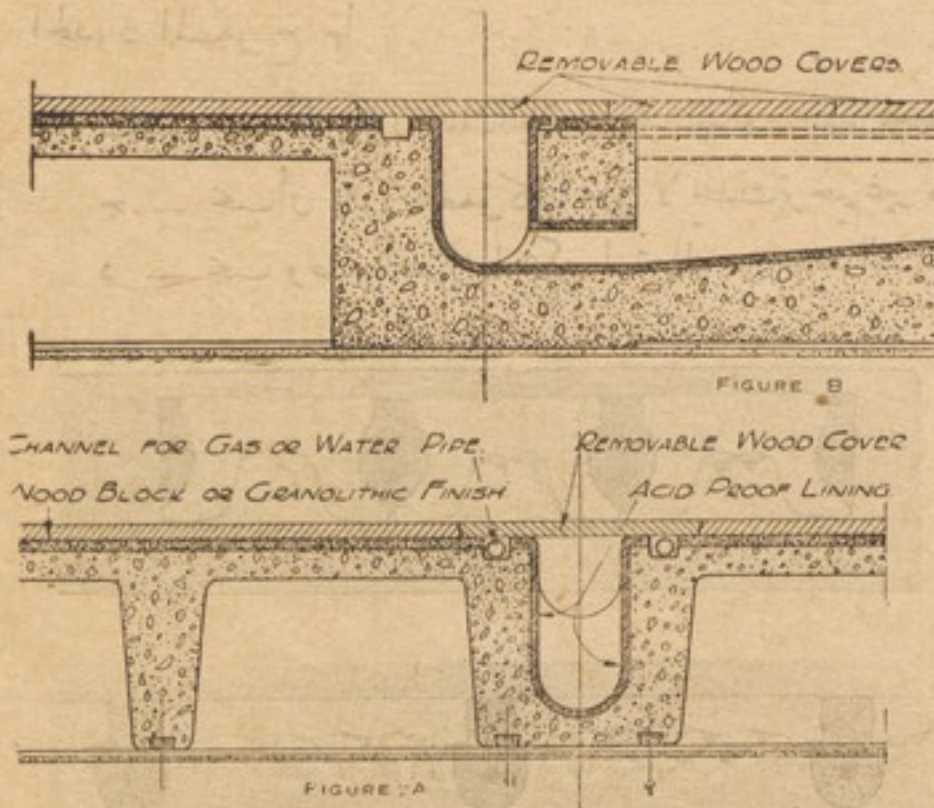 REMOVABLE WOOD COVERS.
FIGURE B
CHANNEL FOR GAS OR WATER PIPE.
REMOVABLE WOOD COVER
WOOD BLOCK OR GRANOLITHIC FINISH
ACID PROOF LINING.
FIGURE A